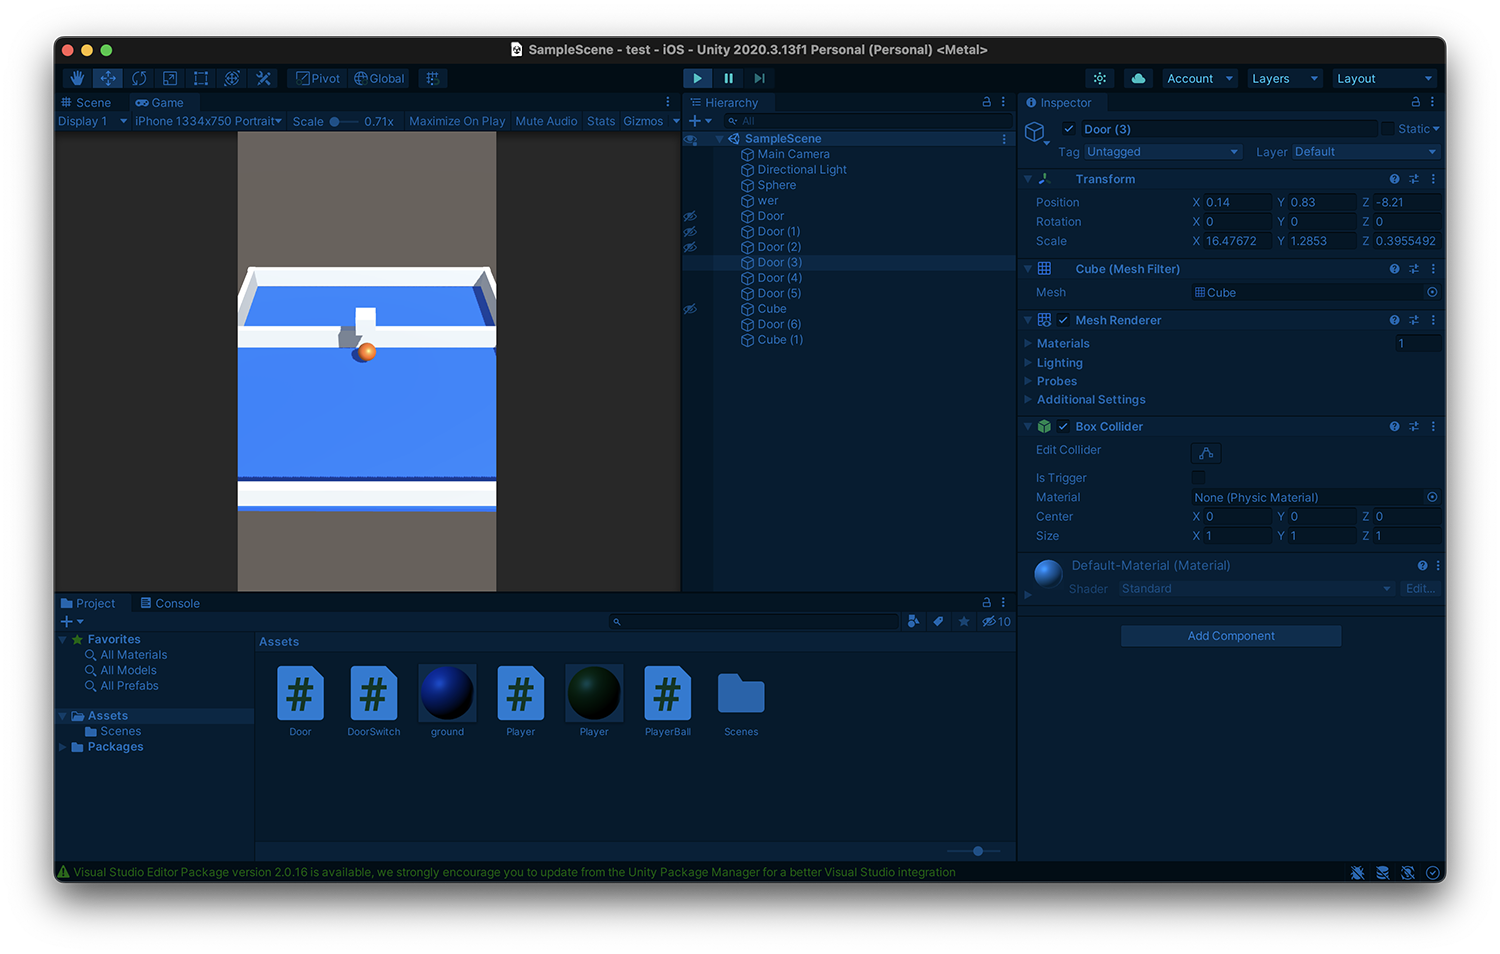 SampleScene - test - iOS - Unity 2020.3.13f1 Personal (Personal) <Metal>
Pivot Global Account Layers Layout
Scene Game
Display 1 iPhone 1334x750 Portrait Scale 0.71x Maximize On Play Mute Audio Stats Gizmos
Hierarchy
All
SampleScene
Main Camera
Directional Light
Sphere
wer
Door
Door (1)
Door (2)
Door (3)
Door (4)
Door (5)
Cube
Door (6)
Cube (1)
Inspector
Door (3) Static
Tag Untagged Layer Default
Transform
Position X 0.14 Y 0.83 Z -8.21
Rotation X 0 Y 0 Z 0
Scale X 16.47672 Y 1.2853 Z 0.3955492
Cube (Mesh Filter)
Mesh Cube
Mesh Renderer
Materials 1
Lighting
Probes
Additional Settings
Box Collider
Edit Collider
Is Trigger
Material None (Physic Material)
Center X 0 Y 0 Z 0
Size X 1 Y 1 Z 1
Default-Material (Material)
Shader Standard Edit...
Add Component
Project Console
10
Favorites
All Materials
All Models
All Prefabs
Assets
Scenes
Packages
Assets
# # # #
Door DoorSwitch ground Player Player PlayerBall Scenes
Visual Studio Editor Package version 2.0.16 is available, we strongly encourage you to update from the Unity Package Manager for a better Visual Studio integration